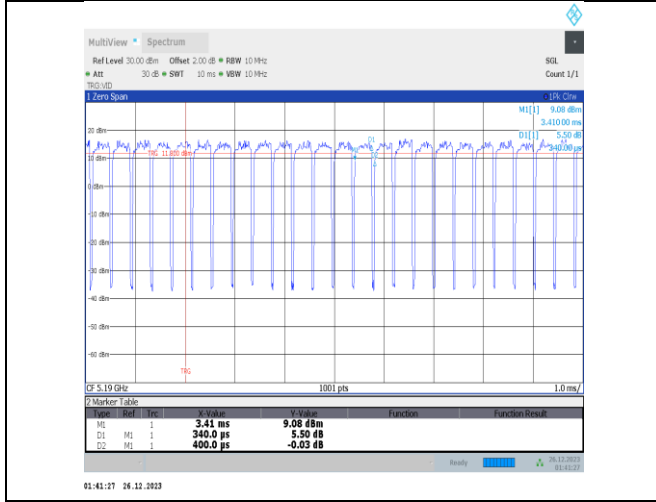 MultiView Spectrum
Ref Level 30.00 dBm Offset 2.00 dB RBW 10 MHz SGL
Att 30 dB SWT 10 ms VBW 10 MHz Count 1/1
TRG:VID
1 Zero Span 1Pk Clrw
M1[1] 9.08 dBm
3.41000 ms
20 dBm D1 D1[1] 5.50 dB
TRG 11.800 dBm 340.00 µs
10 dBm D2
0 dBm
-10 dBm
-20 dBm
-30 dBm
-40 dBm
-50 dBm
-60 dBm
TRG
CF 5.19 GHz 1001 pts 1.0 ms/
2 Marker Table
Type Ref Trc X-Value Y-Value Function Function Result
M1 1 3.41 ms 9.08 dBm
D1 M1 1 340.0 µs 5.50 dB
D2 M1 1 400.0 µs -0.03 dB
Ready 26.12.2023
01:41:27
01:41:27 26.12.2023